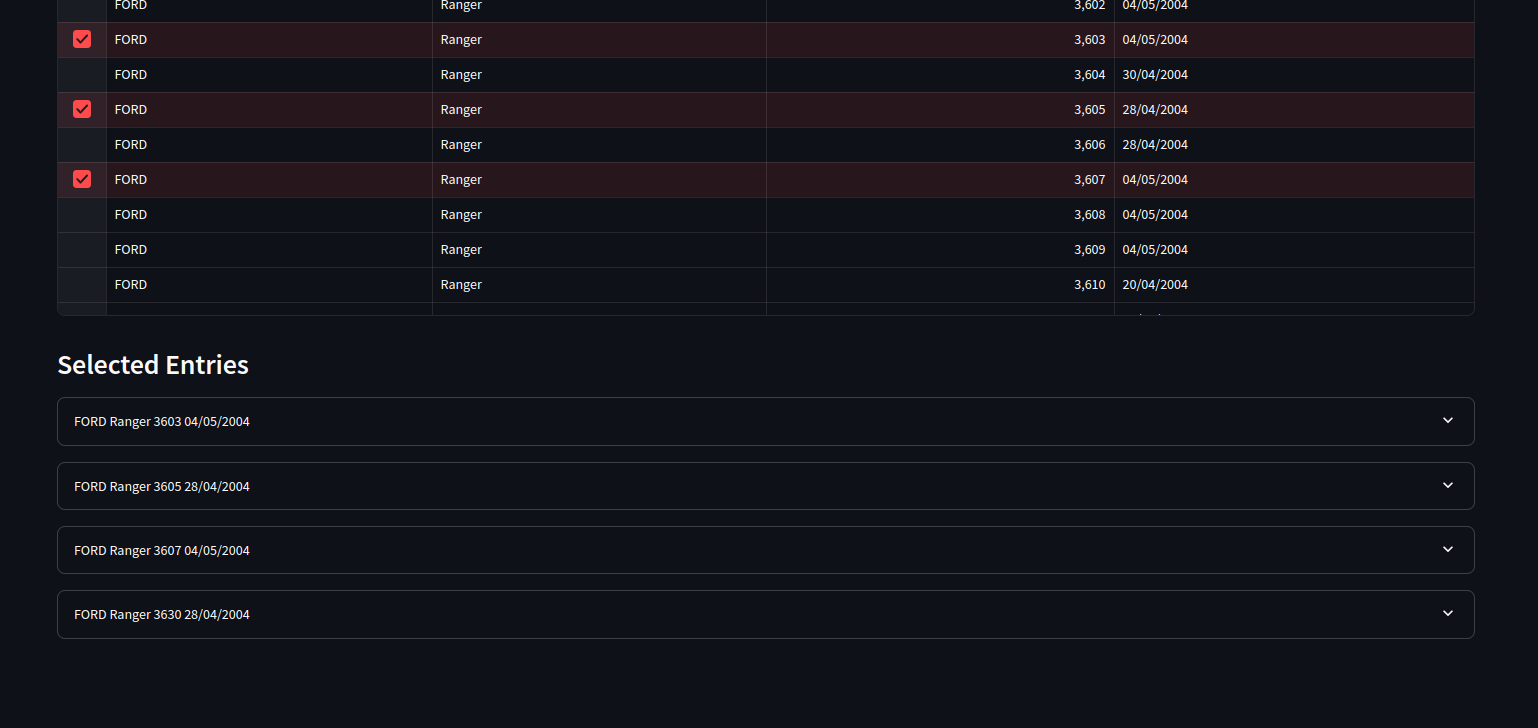 FORD Ranger 3,602 04/05/2004
FORD Ranger 3,603 04/05/2004
FORD Ranger 3,604 30/04/2004
FORD Ranger 3,605 28/04/2004
FORD Ranger 3,606 28/04/2004
FORD Ranger 3,607 04/05/2004
FORD Ranger 3,608 04/05/2004
FORD Ranger 3,609 04/05/2004
FORD Ranger 3,610 20/04/2004
Selected Entries
FORD Ranger 3603 04/05/2004
FORD Ranger 3605 28/04/2004
FORD Ranger 3607 04/05/2004
FORD Ranger 3630 28/04/2004